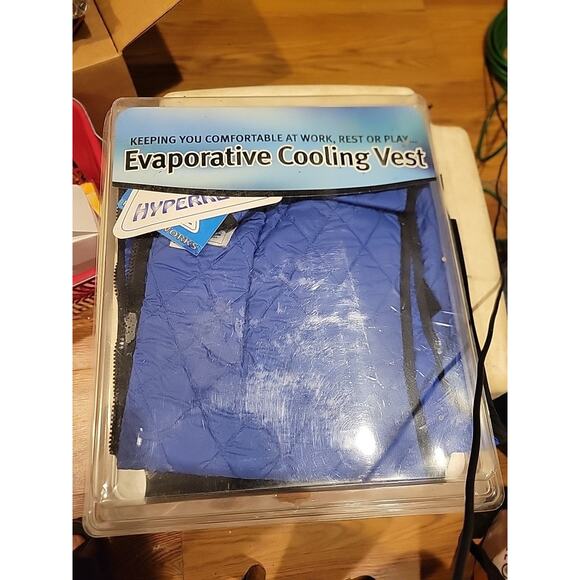 KEEPING YOU COMFORTABLE AT WORK, REST OR PLAY...
Evaporative Cooling Vest